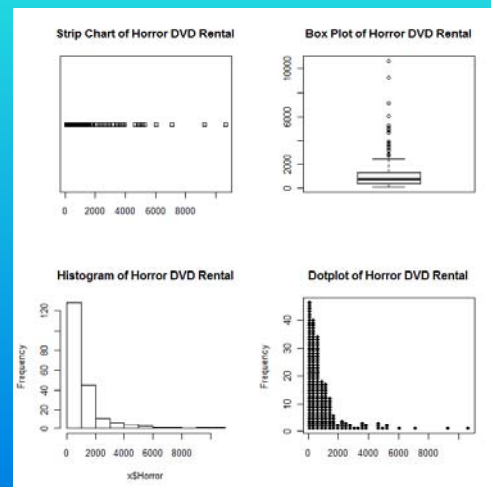 Strip Chart of Horror DVD Rental
0 2000 4000 6000 8000
Box Plot of Horror DVD Rental
10000
6000
2000
0
Histogram of Horror DVD Rental
Frequency
120
80
60
40
20
0
0 2000 4000 6000 8000
x$Horror
Dotplot of Horror DVD Rental
Frequency
40
30
20
10
0
0 2000 4000 6000 8000